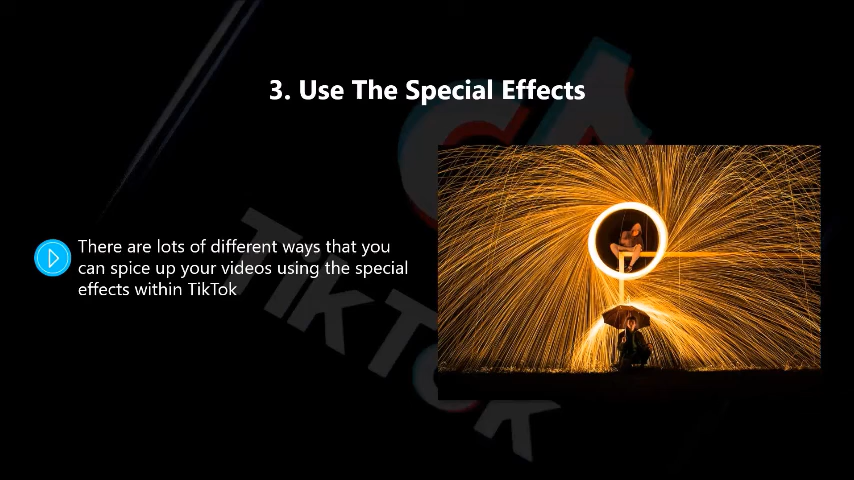 3. Use The Special Effects
There are lots of different ways that you
can spice up your videos using the special
effects within TikTok
TikTok